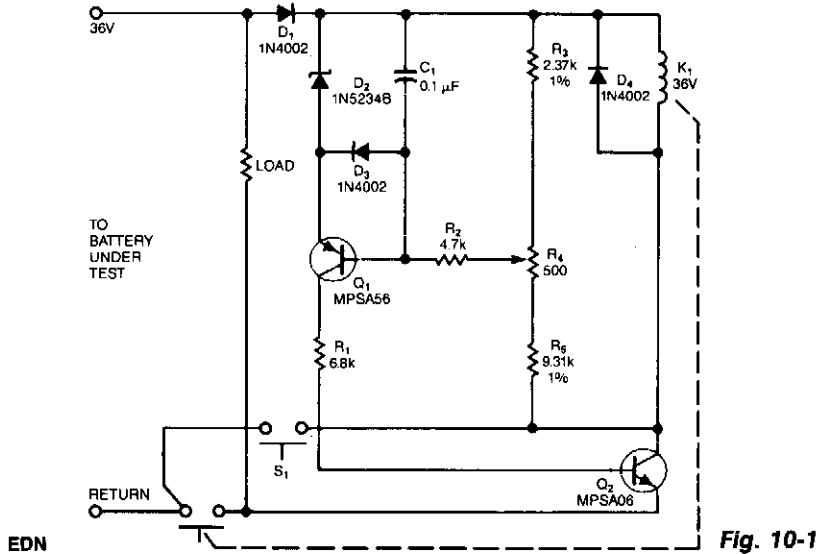 36V
D1
1N4002
D2
1N5234B
C1
0.1 µF
R3
2.37k
1%
D4
1N4002
K1
36V
LOAD
D3
1N4002
TO
BATTERY
UNDER
TEST
R2
4.7k
R4
500
Q1
MPSA56
R1
6.8k
R5
9.31k
1%
S1
RETURN
Q2
MPSA06
EDN
Fig. 10-1